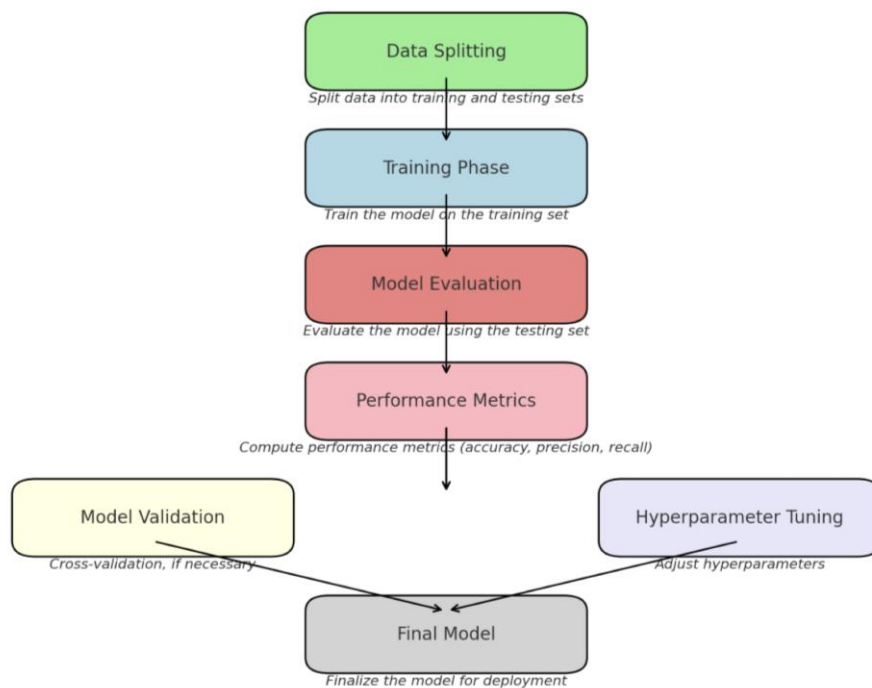 Data Splitting
Split data into training and testing sets
Training Phase
Train the model on the training set
Model Evaluation
Evaluate the model using the testing set
Performance Metrics
Compute performance metrics (accuracy, precision, recall)
Model Validation
Cross-validation, if necessary
Hyperparameter Tuning
Adjust hyperparameters
Final Model
Finalize the model for deployment